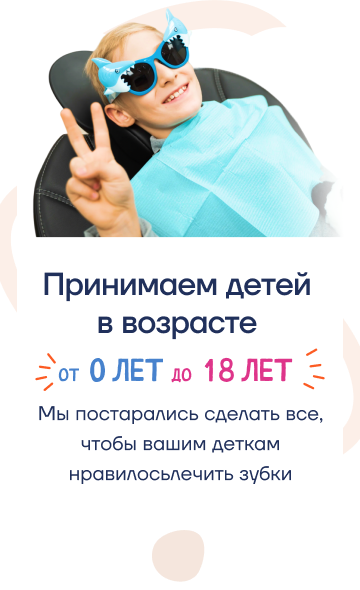 Принимаем детей
в возрасте
от 0 ЛЕТ до 18 ЛЕТ
Мы постарались сделать все,
чтобы вашим деткам
нравилосьлечить зубки